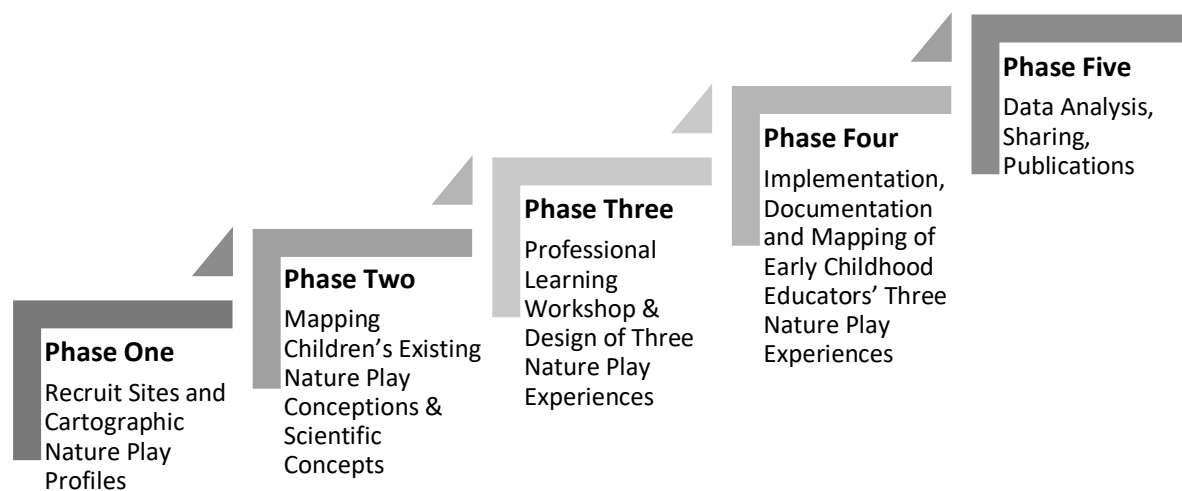 Phase One
Recruit Sites and
Cartographic
Nature Play
Profiles
Phase Two
Mapping
Children’s Existing
Nature Play
Conceptions &
Scientific
Concepts
Phase Three
Professional
Learning
Workshop &
Design of Three
Nature Play
Experiences
Phase Four
Implementation,
Documentation
and Mapping of
Early Childhood
Educators’ Three
Nature Play
Experiences
Phase Five
Data Analysis,
Sharing,
Publications